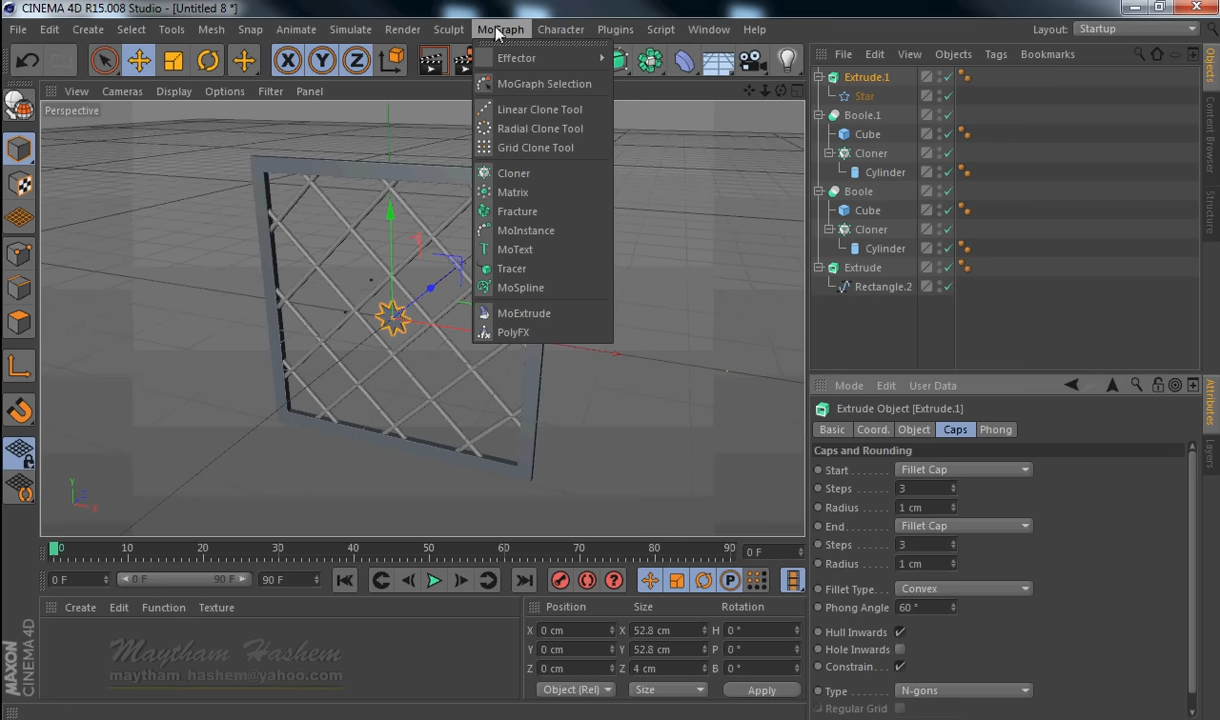 CINEMA 4D R15.008 Studio - [Untitled 8 *]
File Edit Create Select Tools Mesh Snap Animate Simulate Render Sculpt MoGraph Character Plugins Script Window Help Layout: Startup
X Y Z
View Cameras Display Options Filter Panel
Perspective
Effector
MoGraph Selection
Linear Clone Tool
Radial Clone Tool
Grid Clone Tool
Cloner
Matrix
Fracture
MoInstance
MoText
Tracer
MoSpline
MoExtrude
PolyFX
File Edit View Objects Tags Bookmarks
Extrude.1
Star
Boole.1
Cube
Cloner
Cylinder
Boole
Cube
Cloner
Cylinder
Extrude
Rectangle.2
Objects
Content Browser
Structure
Mode Edit User Data
Extrude Object [Extrude.1]
Basic Coord. Object Caps Phong
Caps and Rounding
Start Fillet Cap
Steps 3
Radius 1 cm
End Fillet Cap
Steps 3
Radius 1 cm
Fillet Type Convex
Phong Angle 60 °
Hull Inwards
Hole Inwards
Constrain
Type N-gons
Regular Grid
Attributes
Layers
Y
Z
X
0 10 20 30 40 50 60 70 80 90 0 F
0 F 0 F 90 F 90 F
P
Create Edit Function Texture
Maytham Hashem
maytham_hashem@yahoo.com
MAXON
CINEMA 4D
Position Size Rotation
X 0 cm X 52.8 cm H 0 °
Y 0 cm Y 52.8 cm P 0 °
Z 0 cm Z 4 cm B 0 °
Object (Rel) Size Apply